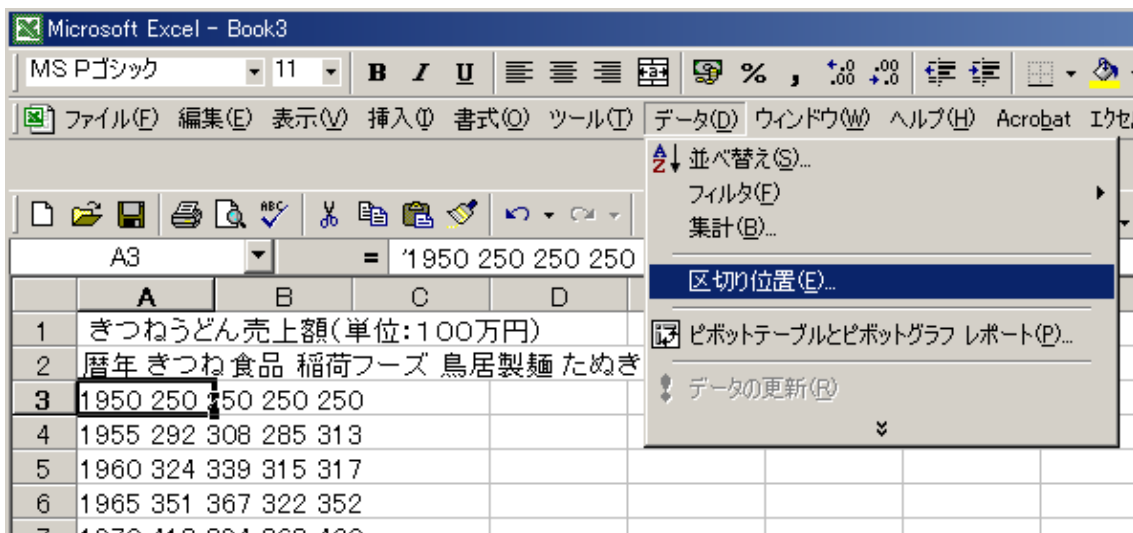 Microsoft Excel - Book3
MS Pゴシック 11 B I U % , .0 .00 .00 .0
ファイル(F) 編集(E) 表示(V) 挿入(I) 書式(O) ツール(T) データ(D) ウィンドウ(W) ヘルプ(H) Acrobat
並べ替え(S)...
フィルタ(F)
集計(B)...
区切り位置(E)...
ピボットテーブルとピボットグラフ レポート(P)...
データの更新(R)
ABC
A3 = '1950 250 250 250
A B C D
1 きつねうどん売上額(単位:100万円)
2 暦年 きつね食品 稲荷フーズ 鳥居製麺 たぬき
3 1950 250 250 250 250
4 1955 292 308 285 313
5 1960 324 339 315 317
6 1965 351 367 322 352